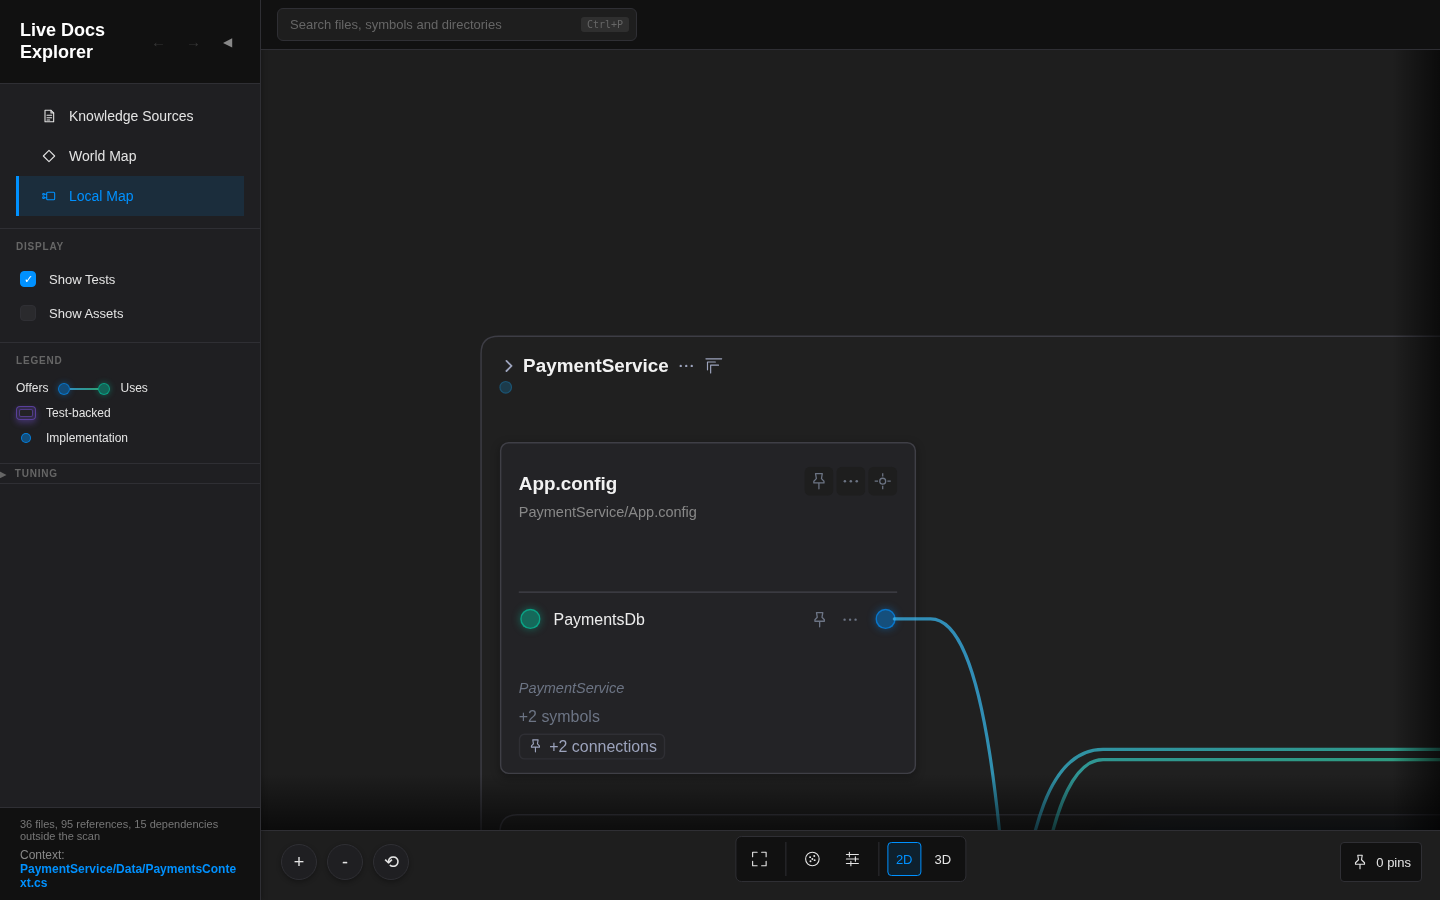 Live Docs
Explorer
Search files, symbols and directories
Ctrl+P
Knowledge Sources
World Map
Local Map
DISPLAY
Show Tests
Show Assets
LEGEND
Offers
Uses
Test-backed
Implementation
TUNING
PaymentService
App.config
PaymentService/App.config
PaymentsDb
PaymentService
+2 symbols
+2 connections
36 files, 95 references, 15 dependencies
outside the scan
Context:
PaymentService/Data/PaymentsConte
xt.cs
+
-
2D
3D
0 pins